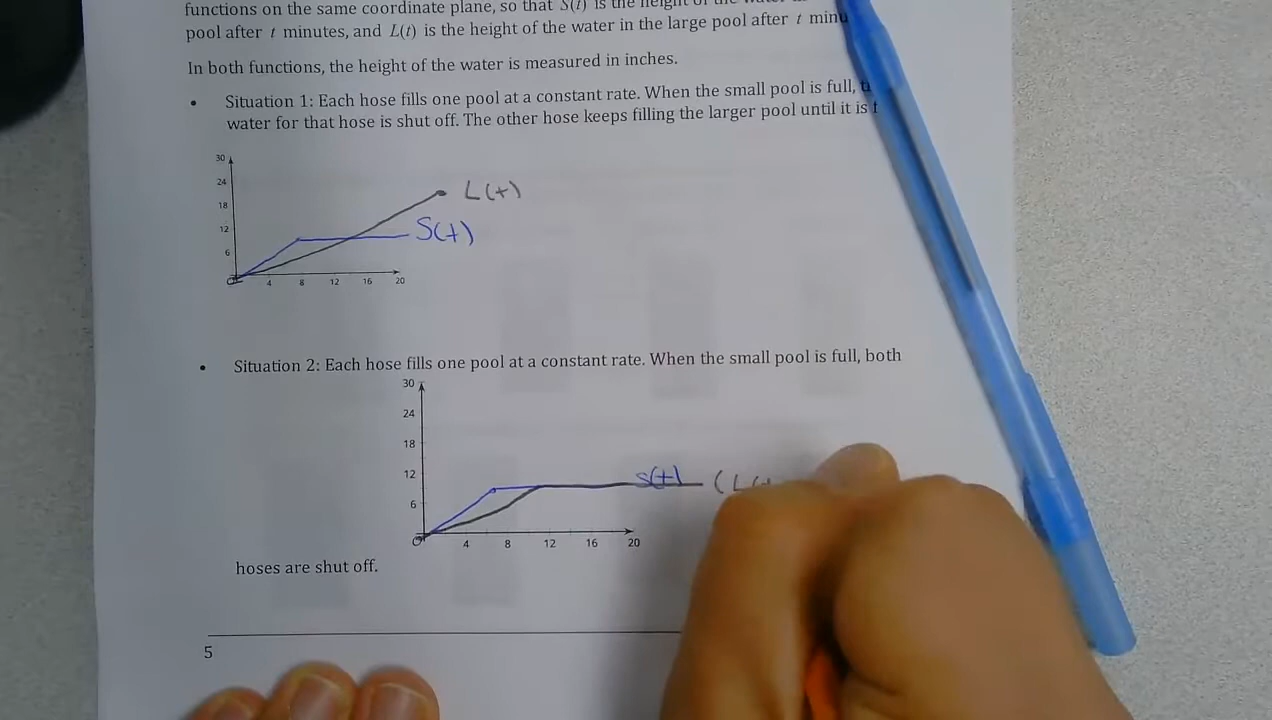 functions on the same coordinate plane, so that S(t) is the height of the water
pool after t minutes, and L(t) is the height of the water in the large pool after t minu
In both functions, the height of the water is measured in inches.
• Situation 1: Each hose fills one pool at a constant rate. When the small pool is full,
water for that hose is shut off. The other hose keeps filling the larger pool until it is f
30
24
18
12
6
0
4 8 12 16 20
L(t)
S(t)
• Situation 2: Each hose fills one pool at a constant rate. When the small pool is full, both
30
24
18
12
6
0
4 8 12 16 20
S(t) (L(
hoses are shut off.
5